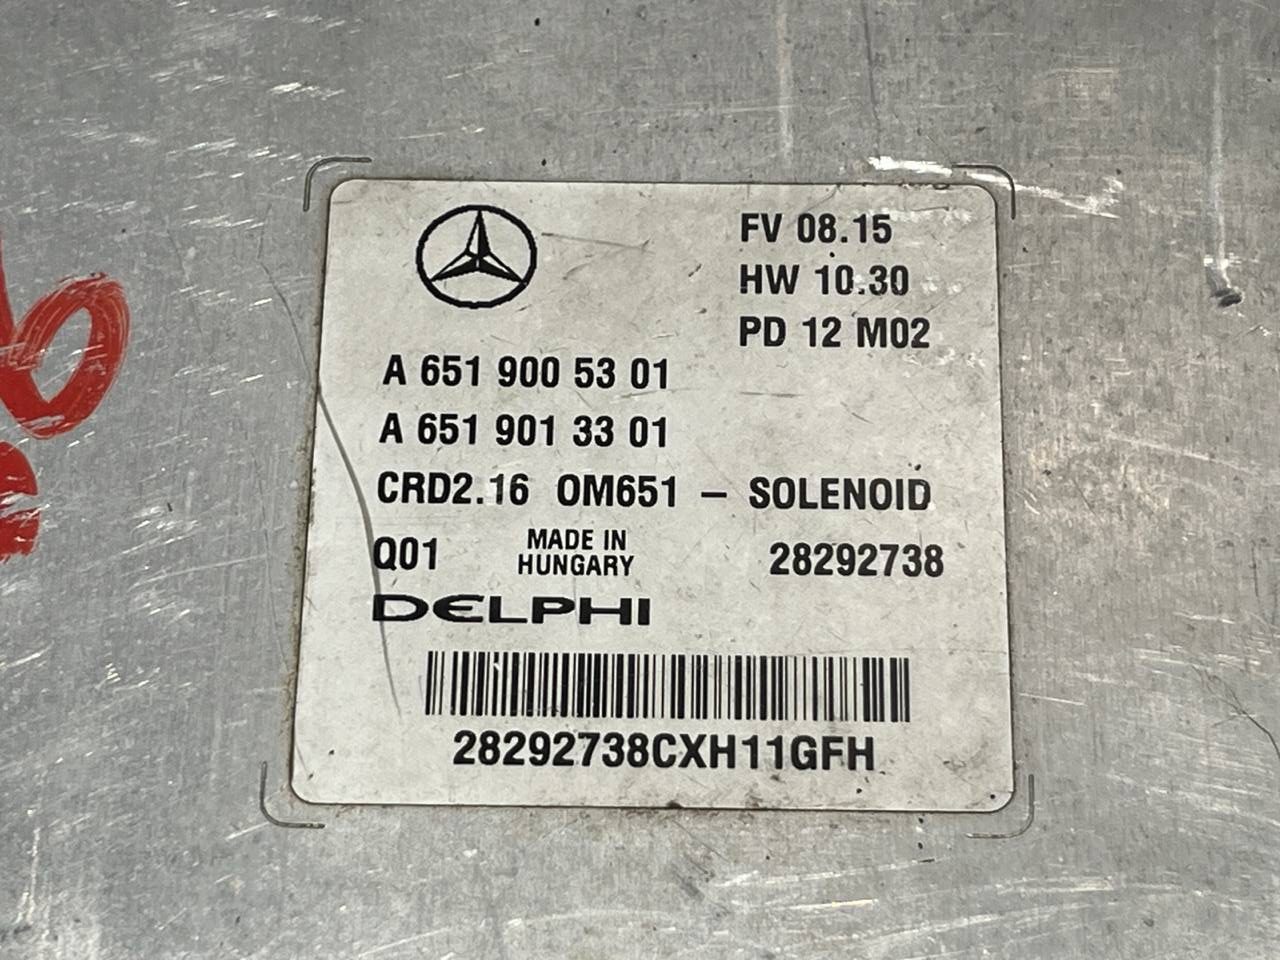 FV 08.15
HW 10.30
PD 12 M02
A 651 900 53 01
A 651 901 33 01
CRD2.16 OM651 – SOLENOID
Q01 MADE IN HUNGARY 28292738
DELPHI
28292738CXH11GFH